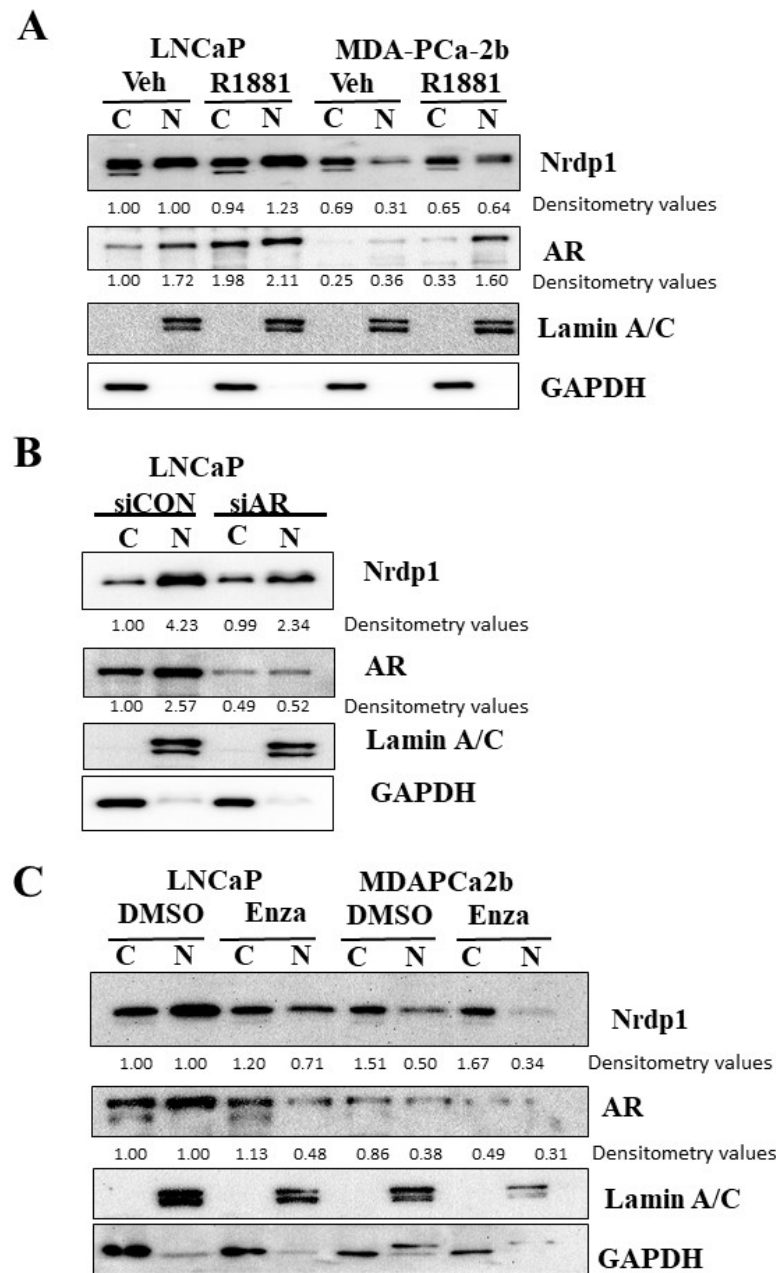 A
LNCaP MDA-PCa-2b
Veh R1881 Veh R1881
C N C N C N C N
Nrdp1
1.00 1.00 0.94 1.23 0.69 0.31 0.65 0.64 Densitometry values
AR
1.00 1.72 1.98 2.11 0.25 0.36 0.33 1.60 Densitometry values
Lamin A/C
GAPDH
B
LNCaP
siCON siAR
C N C N
Nrdp1
1.00 4.23 0.99 2.34 Densitometry values
AR
1.00 2.57 0.49 0.52 Densitometry values
Lamin A/C
GAPDH
C
LNCaP MDAPCa2b
DMSO Enza DMSO Enza
C N C N C N C N
Nrdp1
1.00 1.00 1.20 0.71 1.51 0.50 1.67 0.34 Densitometry values
AR
1.00 1.00 1.13 0.48 0.86 0.38 0.49 0.31 Densitometry values
Lamin A/C
GAPDH